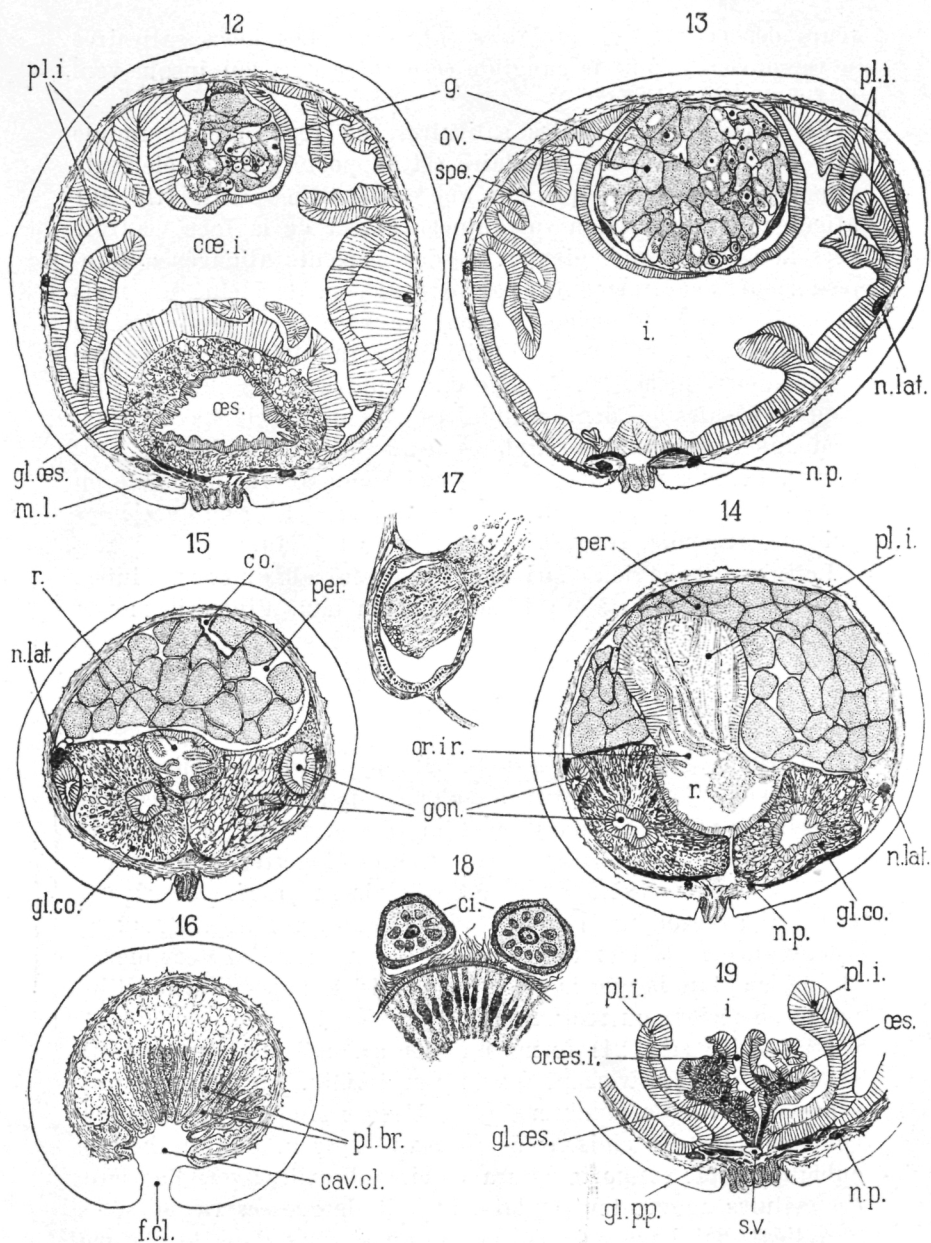 12
13
pl.i.
g.
pl.i.
ov.
spe.
cœ.i.
i.
œs.
n.lat.
gl.œs.
m.l.
n.p.
17
15
14
r.
co.
per.
per.
pl.i.
n.lat.
or.i r.
r.
gon.
n.lat.
gl.co.
18
n.p.
gl.co.
16
ci.
19
pl.i.
i
pl.i.
œs.
or.œs.i.
pl.br.
gl.œs.
cav.cl.
gl.pp.
s.v.
n.p.
f.cl.